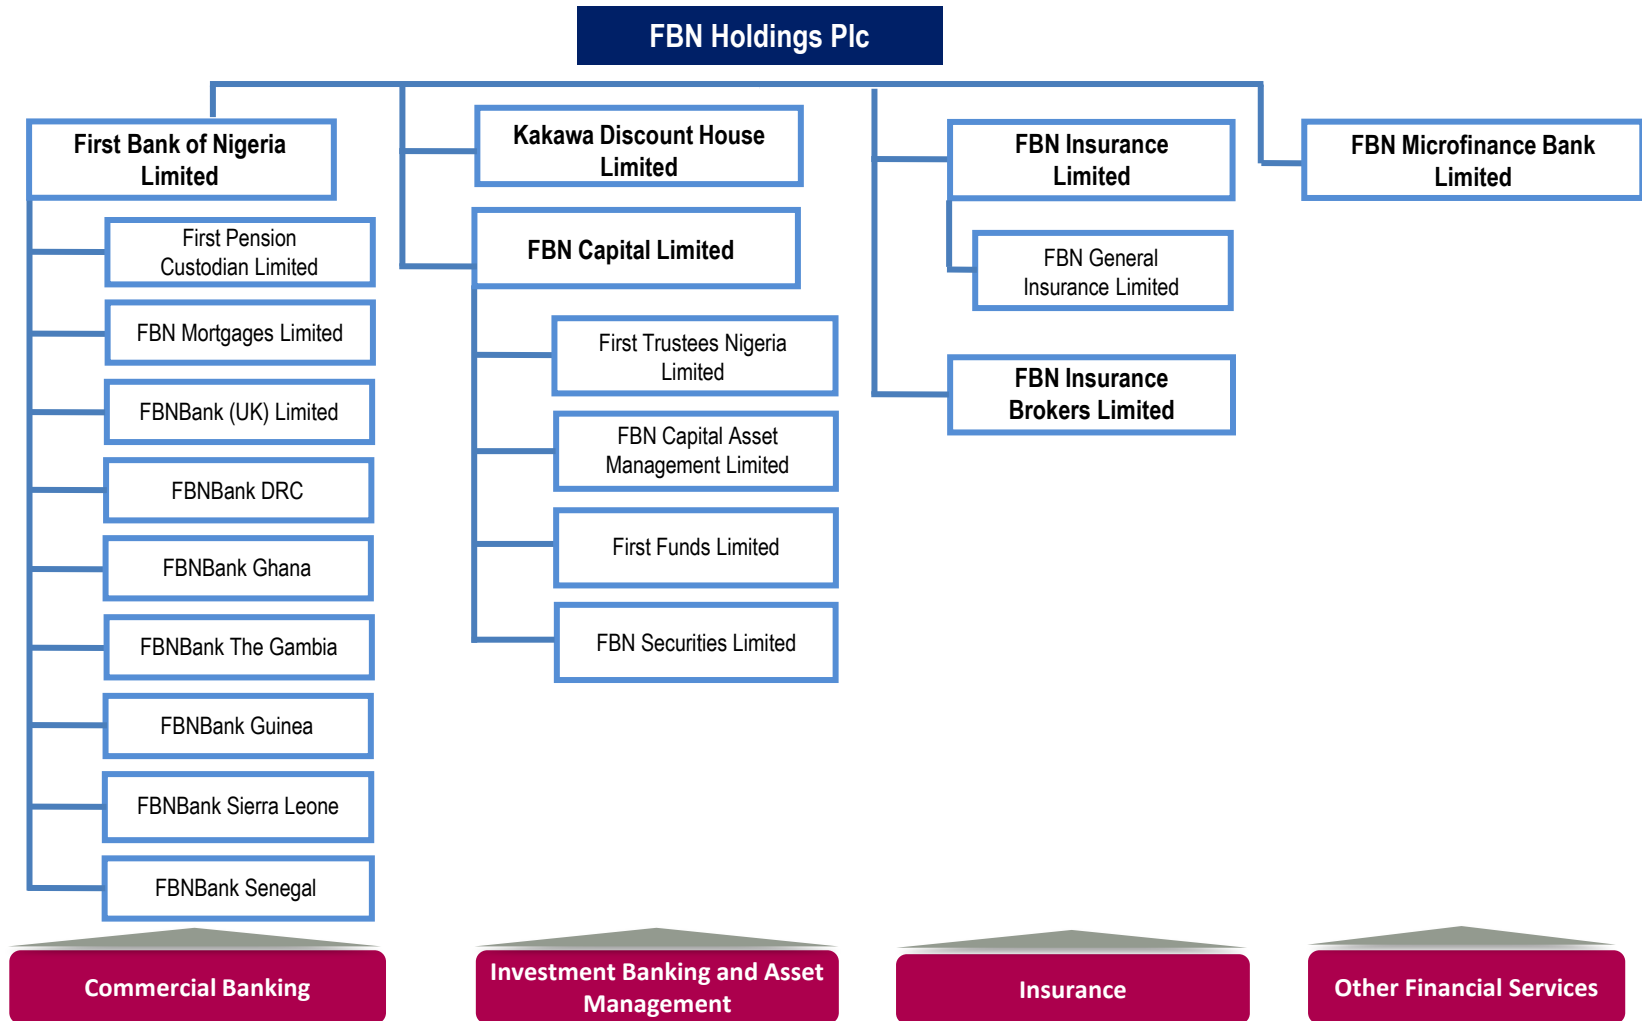 FBN Holdings Plc
First Bank of Nigeria
Limited
First Pension
Custodian Limited
FBN Mortgages Limited
FBNBank (UK) Limited
FBNBank DRC
FBNBank Ghana
FBNBank The Gambia
FBNBank Guinea
FBNBank Sierra Leone
FBNBank Senegal
Commercial Banking
Kakawa Discount House
Limited
FBN Capital Limited
First Trustees Nigeria
Limited
FBN Capital Asset
Management Limited
First Funds Limited
FBN Securities Limited
Investment Banking and Asset
Management
FBN Insurance
Limited
FBN General
Insurance Limited
FBN Insurance
Brokers Limited
Insurance
FBN Microfinance Bank
Limited
Other Financial Services